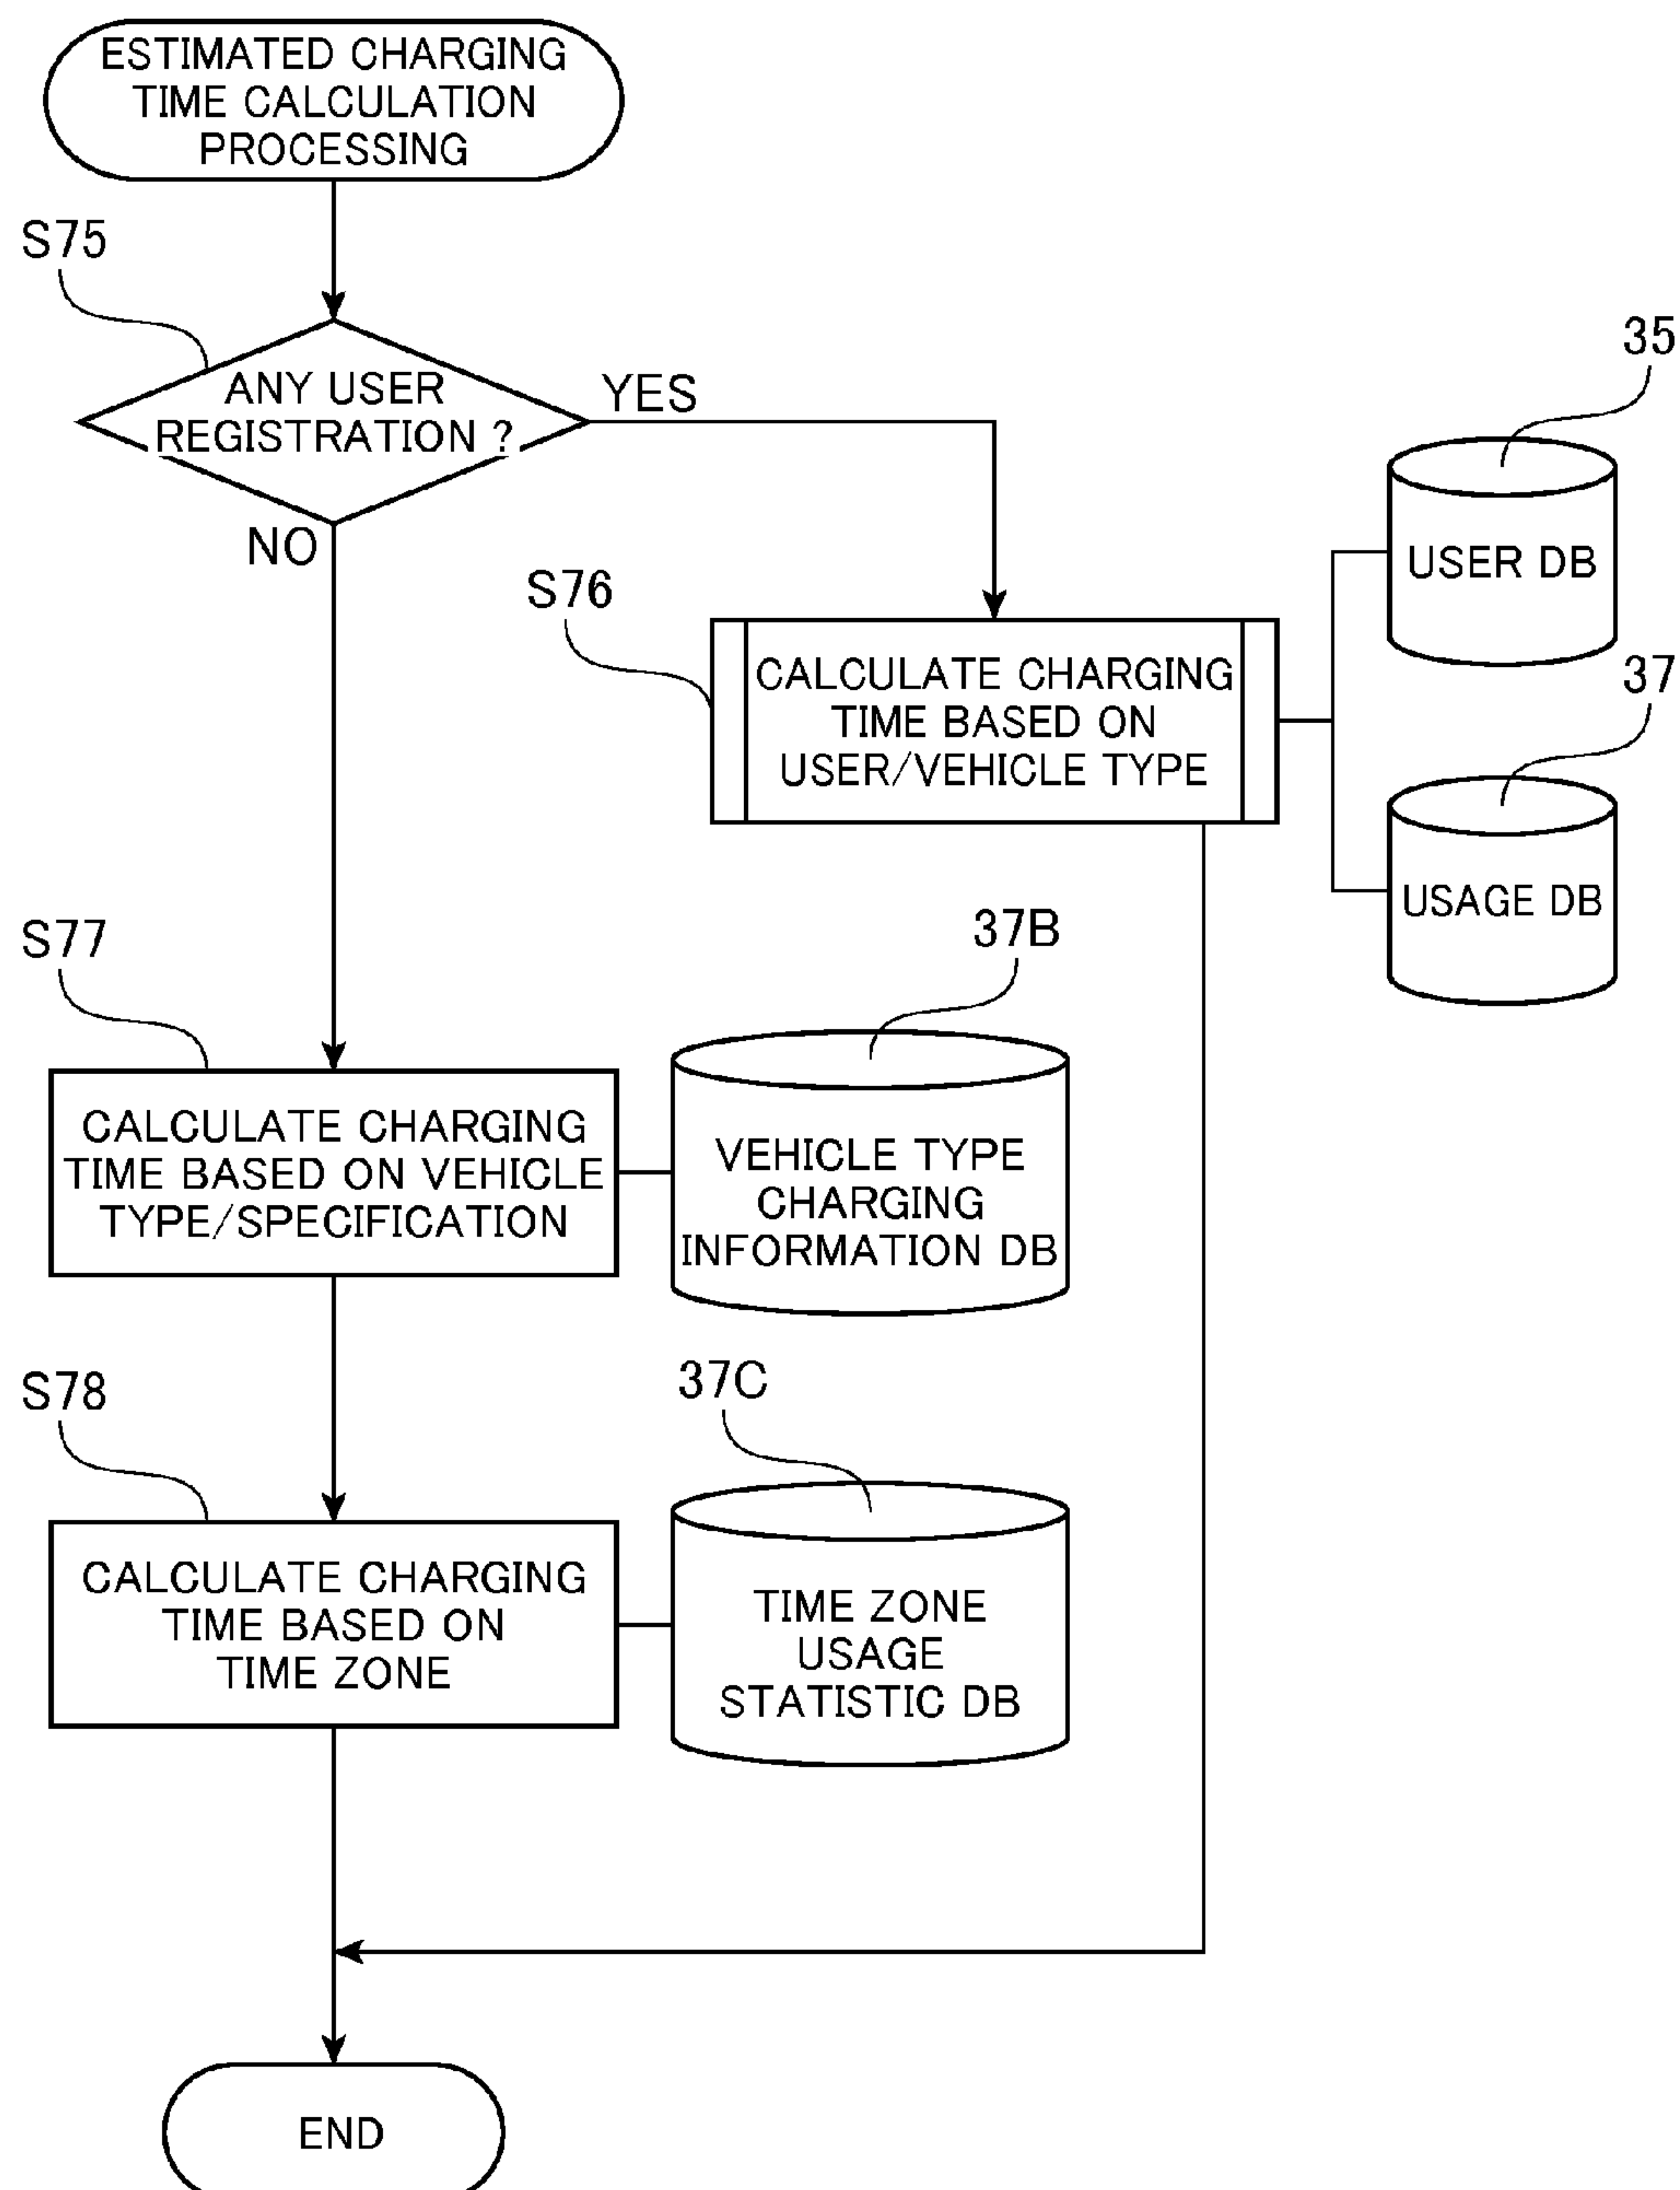 ESTIMATED CHARGING
TIME CALCULATION
PROCESSING
S75
ANY USER
REGISTRATION ?
YES
NO
35
USER DB
S76
CALCULATE CHARGING
TIME BASED ON
USER/VEHICLE TYPE
37
USAGE DB
S77
CALCULATE CHARGING
TIME BASED ON VEHICLE
TYPE/SPECIFICATION
37B
VEHICLE TYPE
CHARGING
INFORMATION DB
S78
CALCULATE CHARGING
TIME BASED ON
TIME ZONE
37C
TIME ZONE
USAGE
STATISTIC DB
END